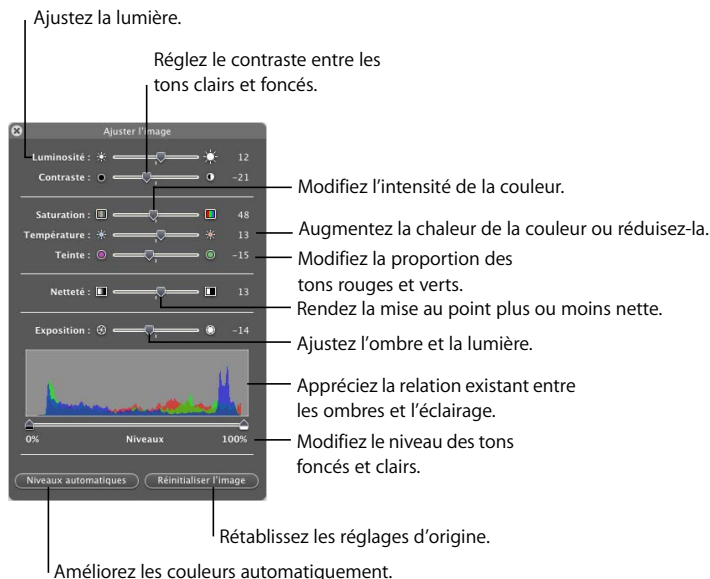 Ajustez la lumière.
Réglez le contraste entre les
tons clairs et foncés.
Ajuster l'image
Luminosité : 12
Contraste : -21
Modifiez l'intensité de la couleur.
Saturation : 48
Température : 13
Augmentez la chaleur de la couleur ou réduisez-la.
Teinte : -15
Modifiez la proportion des
tons rouges et verts.
Netteté : 13
Rendez la mise au point plus ou moins nette.
Exposition : -14
Ajustez l'ombre et la lumière.
Appréciez la relation existant entre
les ombres et l'éclairage.
0% Niveaux 100%
Modifiez le niveau des tons
foncés et clairs.
Niveaux automatiques Réinitialiser l'image
Rétablissez les réglages d'origine.
Améliorez les couleurs automatiquement.